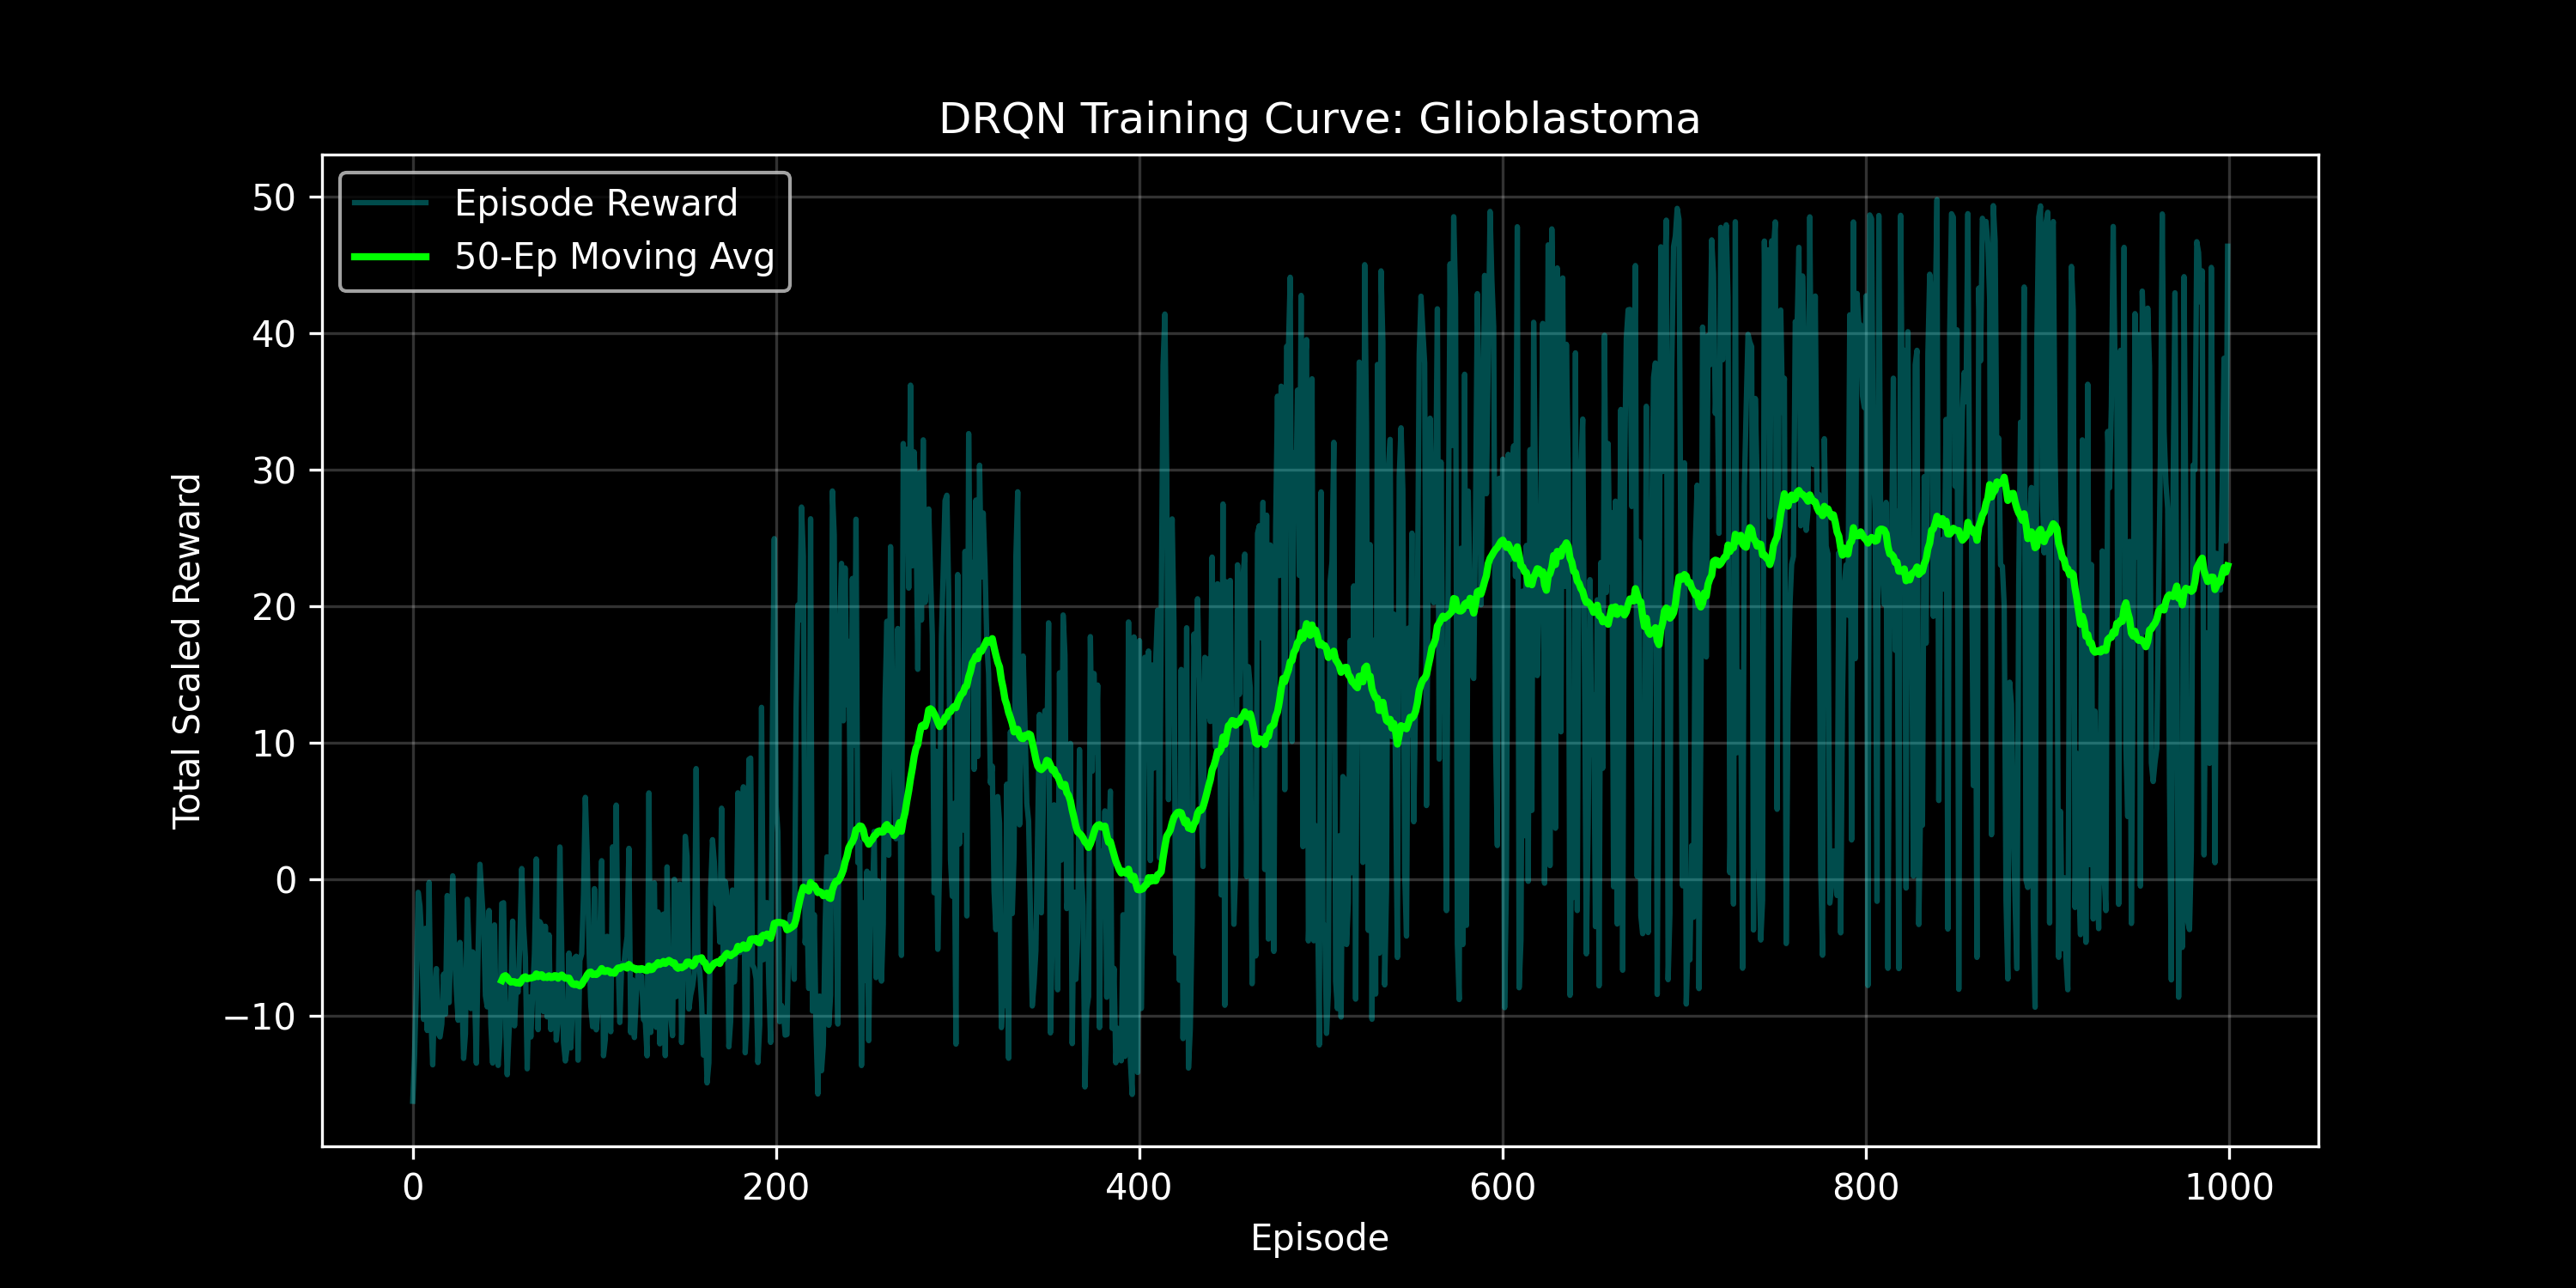 DRQN Training Curve: Glioblastoma
Episode Reward
50-Ep Moving Avg
Total Scaled Reward
50
40
30
20
10
0
−10
0
200
400
600
800
1000
Episode